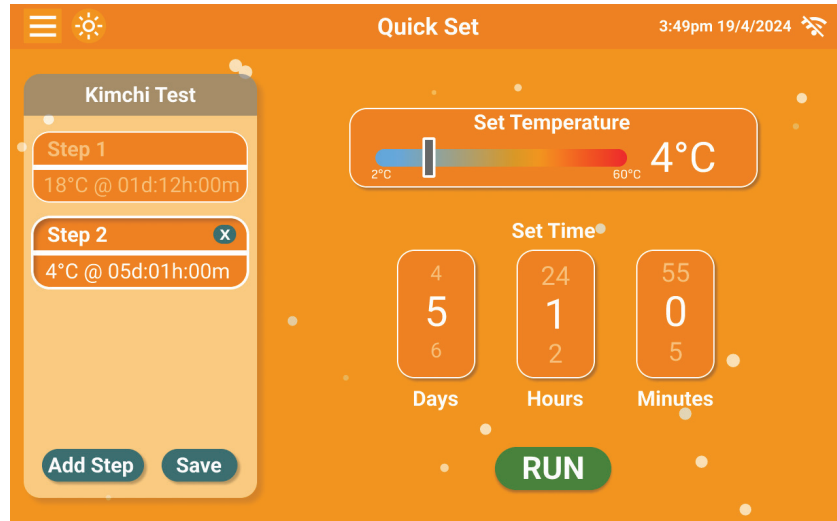 Quick Set
3:49pm 19/4/2024
Kimchi Test
Step 1
18°C @ 01d:12h:00m
Step 2
X
4°C @ 05d:01h:00m
Add Step
Save
Set Temperature
2°C
60°C
4°C
Set Time
4
24
55
5
1
0
6
2
5
Days
Hours
Minutes
RUN